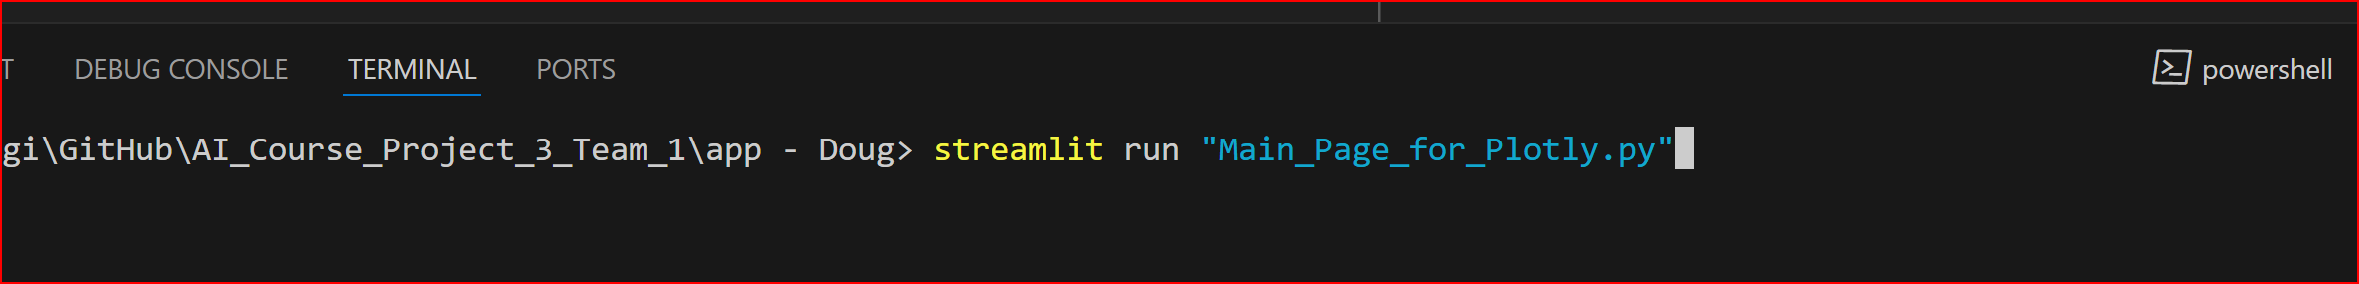 T DEBUG CONSOLE TERMINAL PORTS powershell
gi\GitHub\AI_Course_Project_3_Team_1\app - Doug> streamlit run "Main_Page_for_Plotly.py"